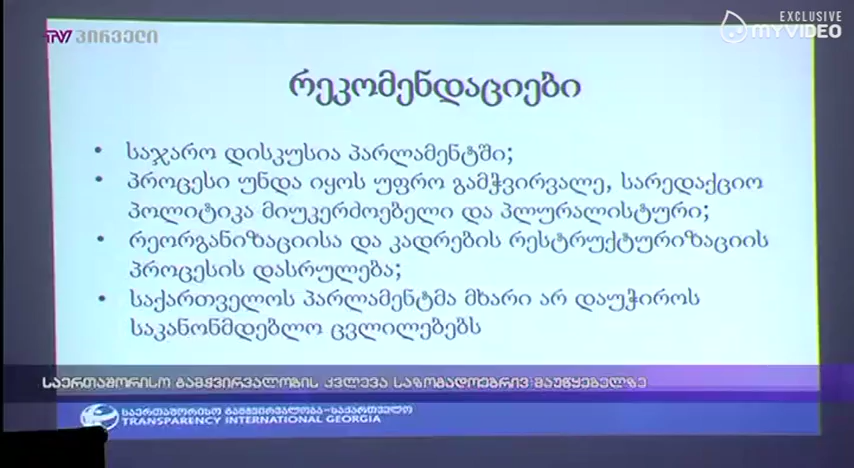 TV პირველი
EXCLUSIVE
MYVIDEO
რეკომენდაციები
• საჯარო დისკუსია პარლამენტში;
• პროცესი უნდა იყოს უფრო გამჭვირვალე, სარედაქციო
პოლიტიკა მიუკერძოებელი და პლურალისტური;
• რეორგანიზაციისა და კადრების რესტრუქტურიზაციის
პროცესის დასრულება;
• საქართველოს პარლამენტმა მხარი არ დაუჭიროს
საკანონმდებლო ცვლილებებს
საერთაშორისო გამჭვირვალობის კვლევა საზოგადოებრივ მაუწყებელზე
საერთაშორისო გამჭვირვალობა–საქართველო
TRANSPARENCY INTERNATIONAL GEORGIA